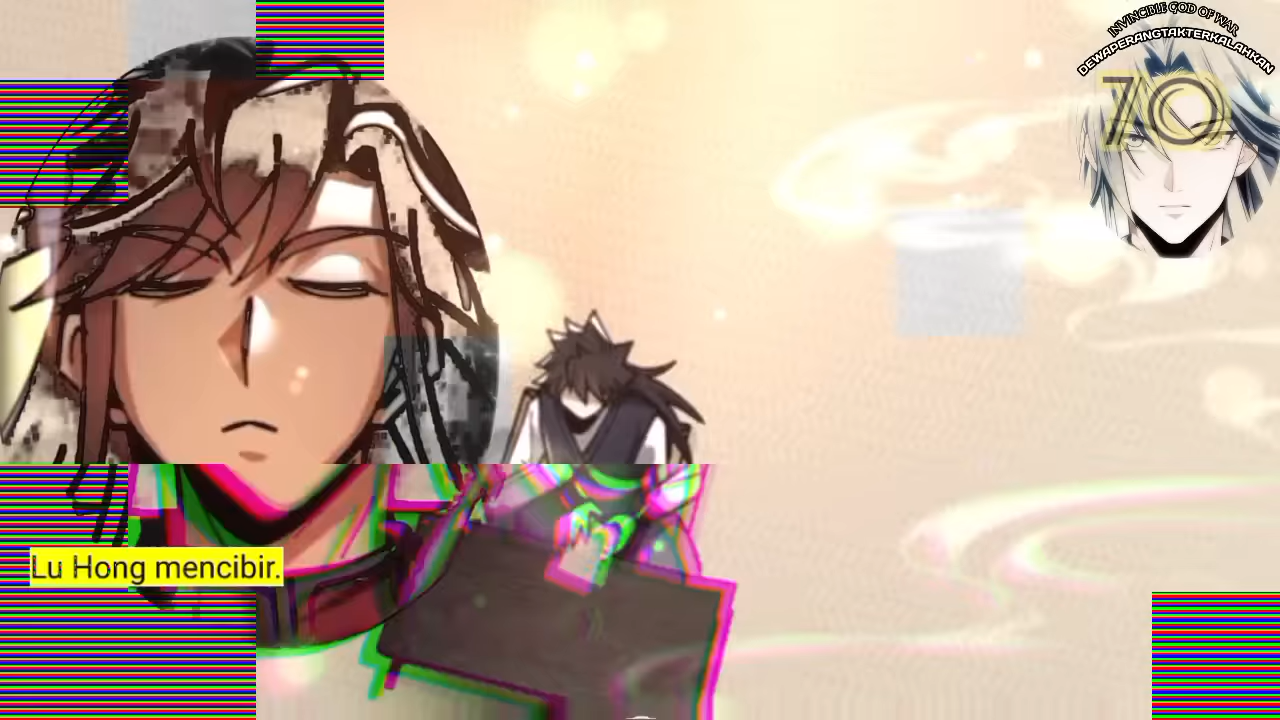 INVINCIBLE GOD OF WAR
DEWAPERANGTAKTERKALAHKAN
70
Lu Hong mencibir.